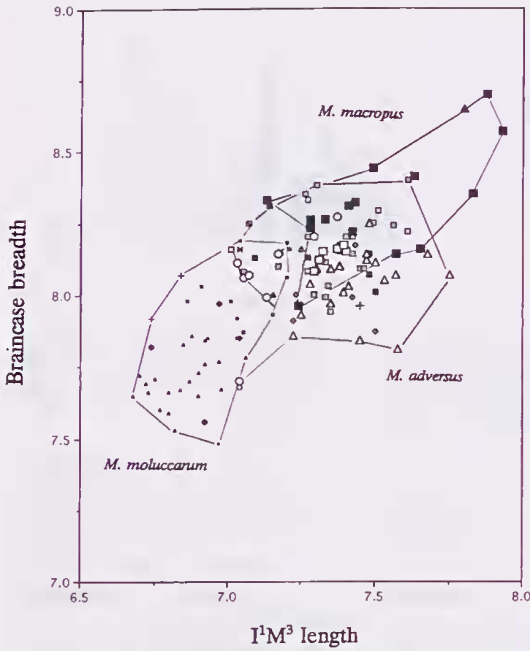 9.0
M. macropus
8.5
Braincase breadth
8.0
M. adversus
7.5
M. moluccarum
7.0
6.5
7.0
7.5
8.0
I¹M³ length